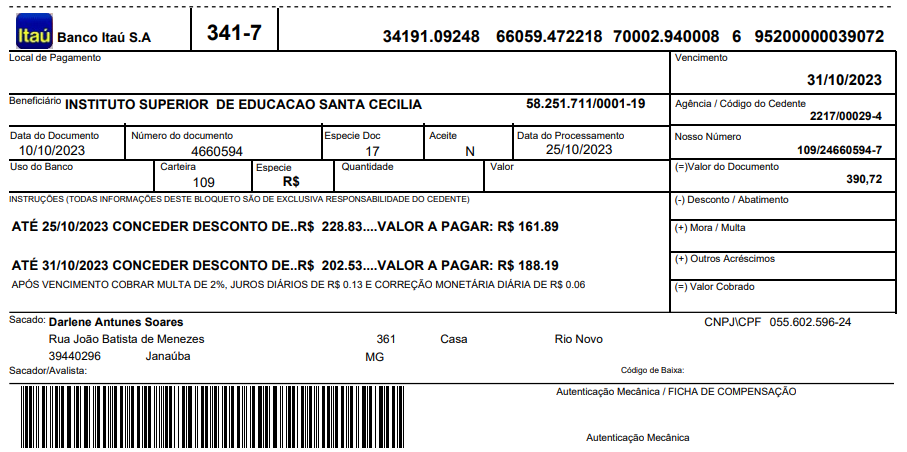 Itaú Banco Itaú S.A 341-7 34191.09248 66059.472218 70002.940008 6 95200000039072
Local de Pagamento Vencimento
31/10/2023
Beneficiário INSTITUTO SUPERIOR DE EDUCACAO SANTA CECILIA 58.251.711/0001-19 Agência / Código do Cedente
2217/00029-4
Data do Documento Número do documento Especie Doc Aceite Data do Processamento Nosso Número
10/10/2023 4660594 17 N 25/10/2023 109/24660594-7
Uso do Banco Carteira Especie Quantidade Valor (=)Valor do Documento
109 R$ 390,72
INSTRUÇÕES (TODAS INFORMAÇÕES DESTE BLOQUETO SÃO DE EXCLUSIVA RESPONSABILIDADE DO CEDENTE) (-) Desconto / Abatimento
ATÉ 25/10/2023 CONCEDER DESCONTO DE..R$ 228.83....VALOR A PAGAR: R$ 161.89 (+) Mora / Multa
(+) Outros Acréscimos
ATÉ 31/10/2023 CONCEDER DESCONTO DE..R$ 202.53....VALOR A PAGAR: R$ 188.19
APÓS VENCIMENTO COBRAR MULTA DE 2%, JUROS DIÁRIOS DE R$ 0.13 E CORREÇÃO MONETÁRIA DIÁRIA DE R$ 0.06 (=) Valor Cobrado
Sacado: Darlene Antunes Soares CNPJ\CPF 055.602.596-24
Rua João Batista de Menezes 361 Casa Rio Novo
39440296 Janaúba MG
Sacador/Avalista: Código de Baixa:
Autenticação Mecânica / FICHA DE COMPENSAÇÃO
Autenticação Mecânica